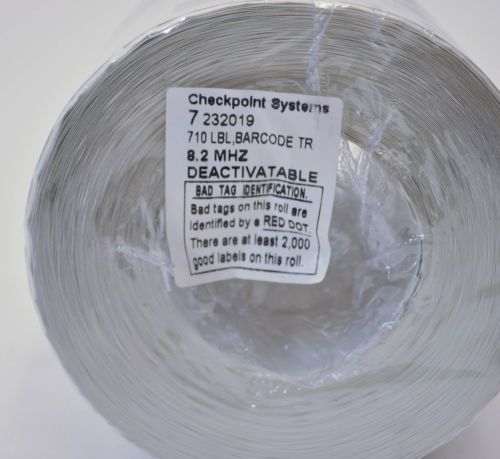 Checkpoint Systems
7 232019
710 LBL,BARCODE TR
8.2 MHZ
DEACTIVATABLE
BAD TAG IDENTIFICATION.
Bad tags on this roll are
identified by a RED DOT.
There are at least 2,000
good labels on this roll.